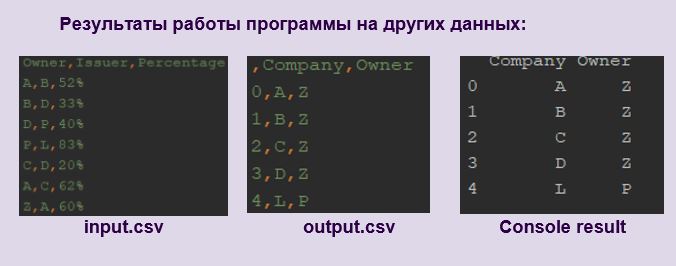 Результаты работы программы на других данных:
Owner,Issuer,Percentage
A,B,52%
B,D,33%
D,P,40%
P,L,83%
C,D,20%
A,C,62%
Z,A,60%
input.csv
,Company,Owner
0,A,Z
1,B,Z
2,C,Z
3,D,Z
4,L,P
output.csv
Company Owner
0 A Z
1 B Z
2 C Z
3 D Z
4 L P
Console result